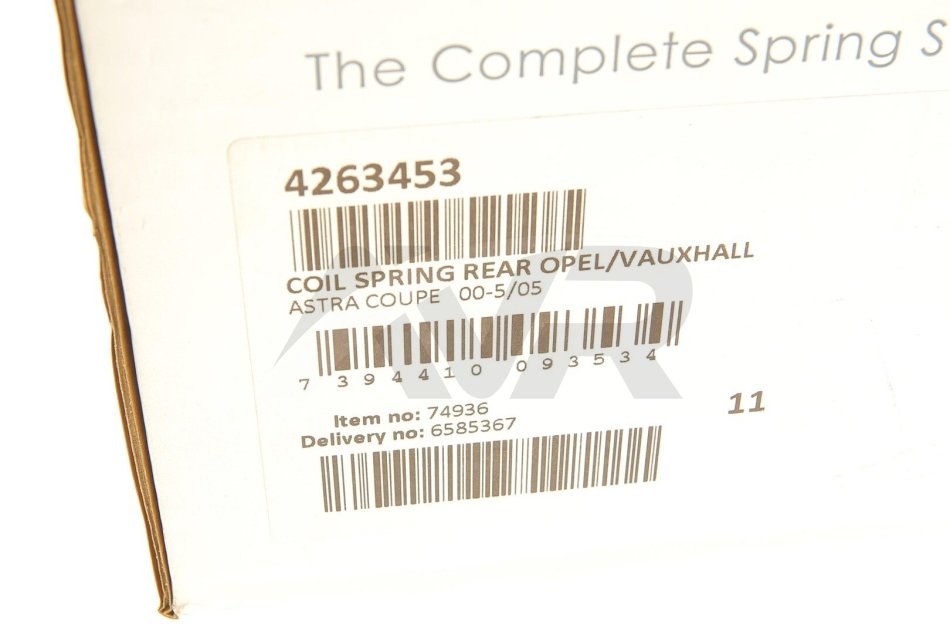 The Complete Spring S
4263453
COIL SPRING REAR OPEL/VAUXHALL
ASTRA COUPE 00-5/05
7 394410 093534
Item no: 74936
Delivery no: 6585367
11